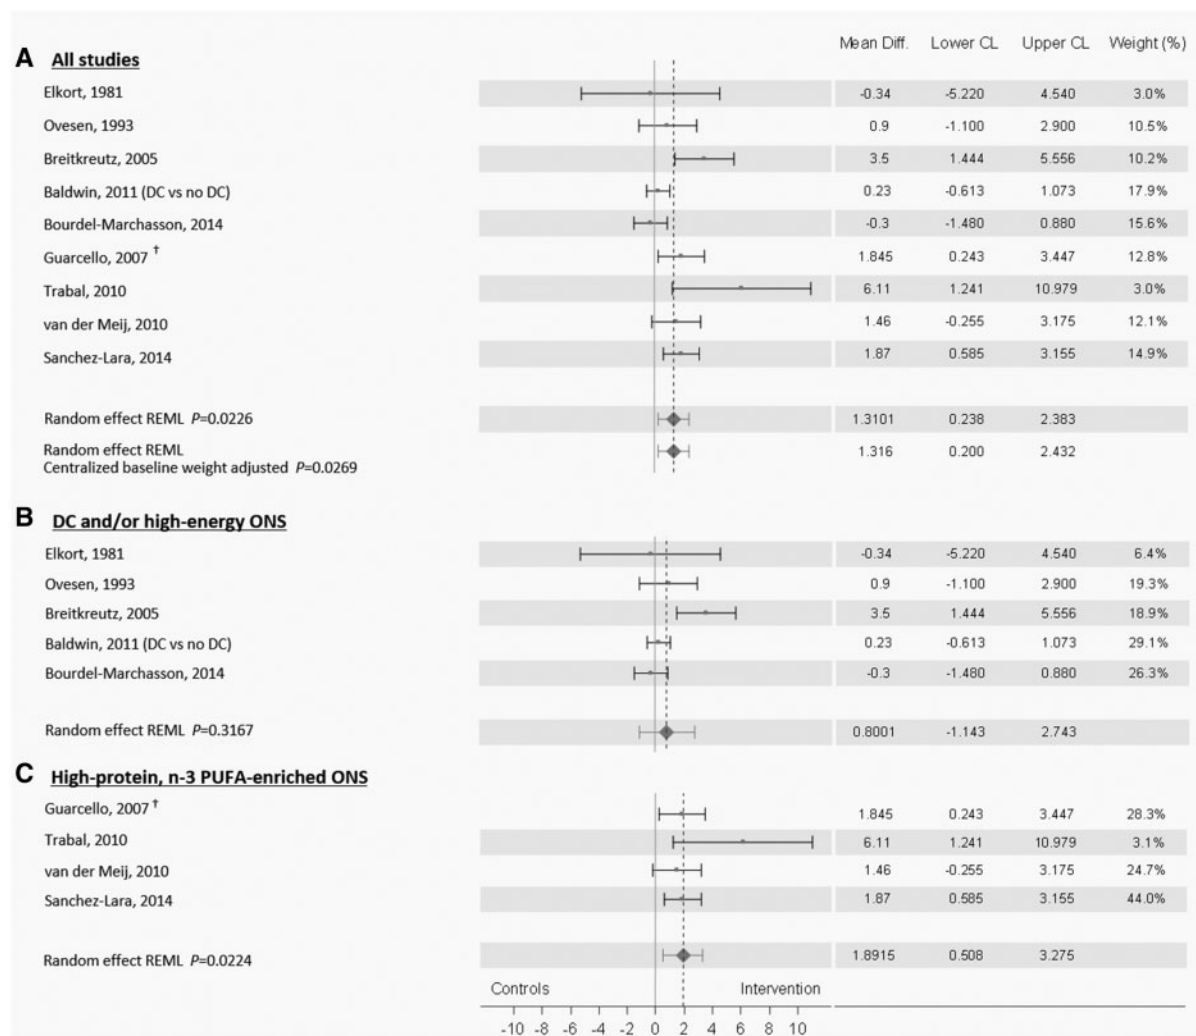 Mean Diff. Lower CL Upper CL Weight (%)
A All studies
Elkort, 1981 -0.34 -5.220 4.540 3.0%
Ovesen, 1993 0.9 -1.100 2.900 10.5%
Breitkreutz, 2005 3.5 1.444 5.556 10.2%
Baldwin, 2011 (DC vs no DC) 0.23 -0.613 1.073 17.9%
Bourdel-Marchasson, 2014 -0.3 -1.480 0.880 15.6%
Guarcello, 2007 † 1.845 0.243 3.447 12.8%
Trabal, 2010 6.11 1.241 10.979 3.0%
van der Meij, 2010 1.46 -0.255 3.175 12.1%
Sanchez-Lara, 2014 1.87 0.585 3.155 14.9%
Random effect REML P=0.0226 1.3101 0.238 2.383
Random effect REML 1.316 0.200 2.432
Centralized baseline weight adjusted P=0.0269
B DC and/or high-energy ONS
Elkort, 1981 -0.34 -5.220 4.540 6.4%
Ovesen, 1993 0.9 -1.100 2.900 19.3%
Breitkreutz, 2005 3.5 1.444 5.556 18.9%
Baldwin, 2011 (DC vs no DC) 0.23 -0.613 1.073 29.1%
Bourdel-Marchasson, 2014 -0.3 -1.480 0.880 26.3%
Random effect REML P=0.3167 0.8001 -1.143 2.743
C High-protein, n-3 PUFA-enriched ONS
Guarcello, 2007 † 1.845 0.243 3.447 28.3%
Trabal, 2010 6.11 1.241 10.979 3.1%
van der Meij, 2010 1.46 -0.255 3.175 24.7%
Sanchez-Lara, 2014 1.87 0.585 3.155 44.0%
Random effect REML P=0.0224 1.8915 0.508 3.275
Controls Intervention
-10 -8 -6 -4 -2 0 2 4 6 8 10